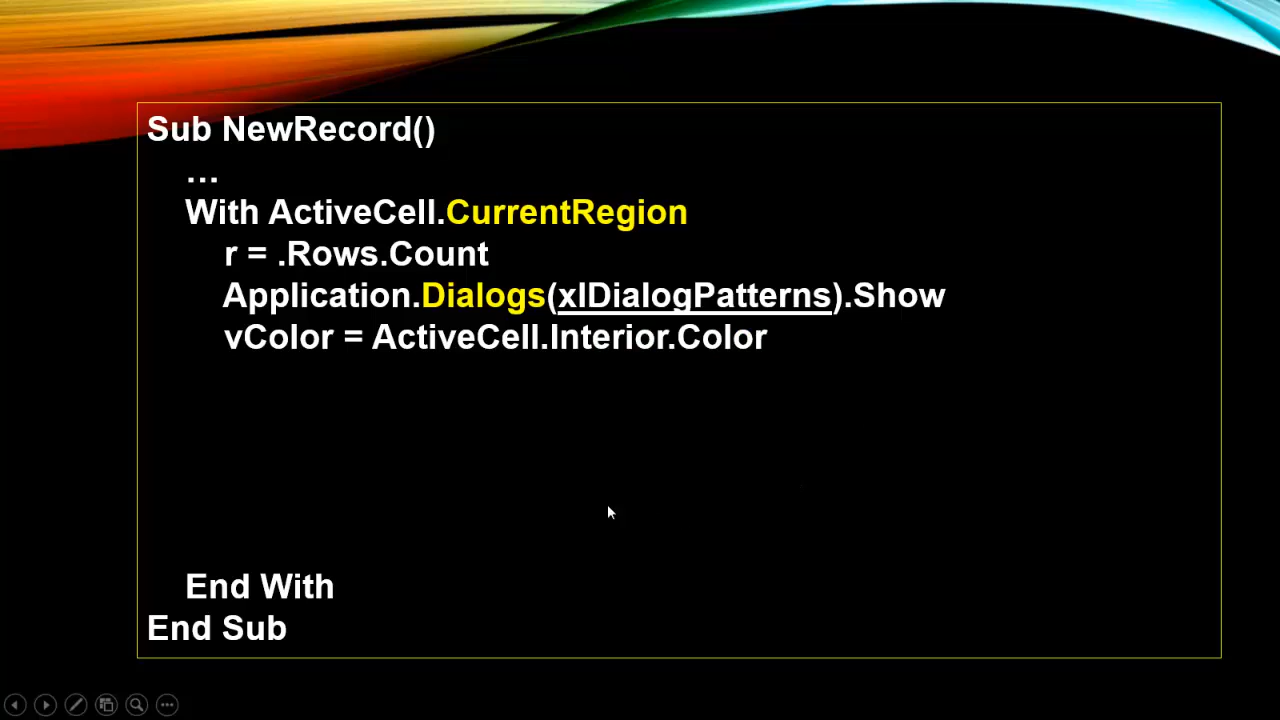 Sub NewRecord()
…
With ActiveCell.CurrentRegion
r = .Rows.Count
Application.Dialogs(xlDialogPatterns).Show
vColor = ActiveCell.Interior.Color
End With
End Sub